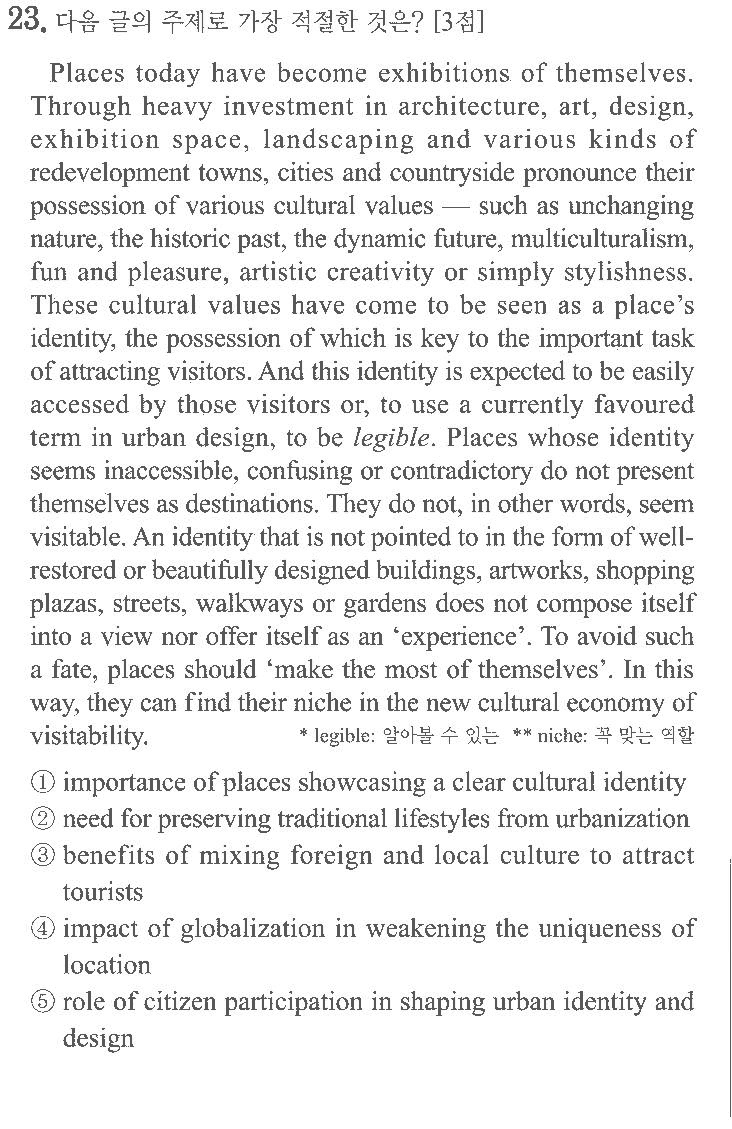 23. 다음 글의 주제로 가장 적절한 것은? [3점]
Places today have become exhibitions of themselves.
Through heavy investment in architecture, art, design,
exhibition space, landscaping and various kinds of
redevelopment towns, cities and countryside pronounce their
possession of various cultural values — such as unchanging
nature, the historic past, the dynamic future, multiculturalism,
fun and pleasure, artistic creativity or simply stylishness.
These cultural values have come to be seen as a place's
identity, the possession of which is key to the important task
of attracting visitors. And this identity is expected to be easily
accessed by those visitors or, to use a currently favoured
term in urban design, to be legible. Places whose identity
seems inaccessible, confusing or contradictory do not present
themselves as destinations. They do not, in other words, seem
visitable. An identity that is not pointed to in the form of well-
restored or beautifully designed buildings, artworks, shopping
plazas, streets, walkways or gardens does not compose itself
into a view nor offer itself as an 'experience'. To avoid such
a fate, places should 'make the most of themselves'. In this
way, they can find their niche in the new cultural economy of
visitability. * legible: 알아볼 수 있는 ** niche: 꼭 맞는 역할
① importance of places showcasing a clear cultural identity
② need for preserving traditional lifestyles from urbanization
③ benefits of mixing foreign and local culture to attract
tourists
④ impact of globalization in weakening the uniqueness of
location
⑤ role of citizen participation in shaping urban identity and
design